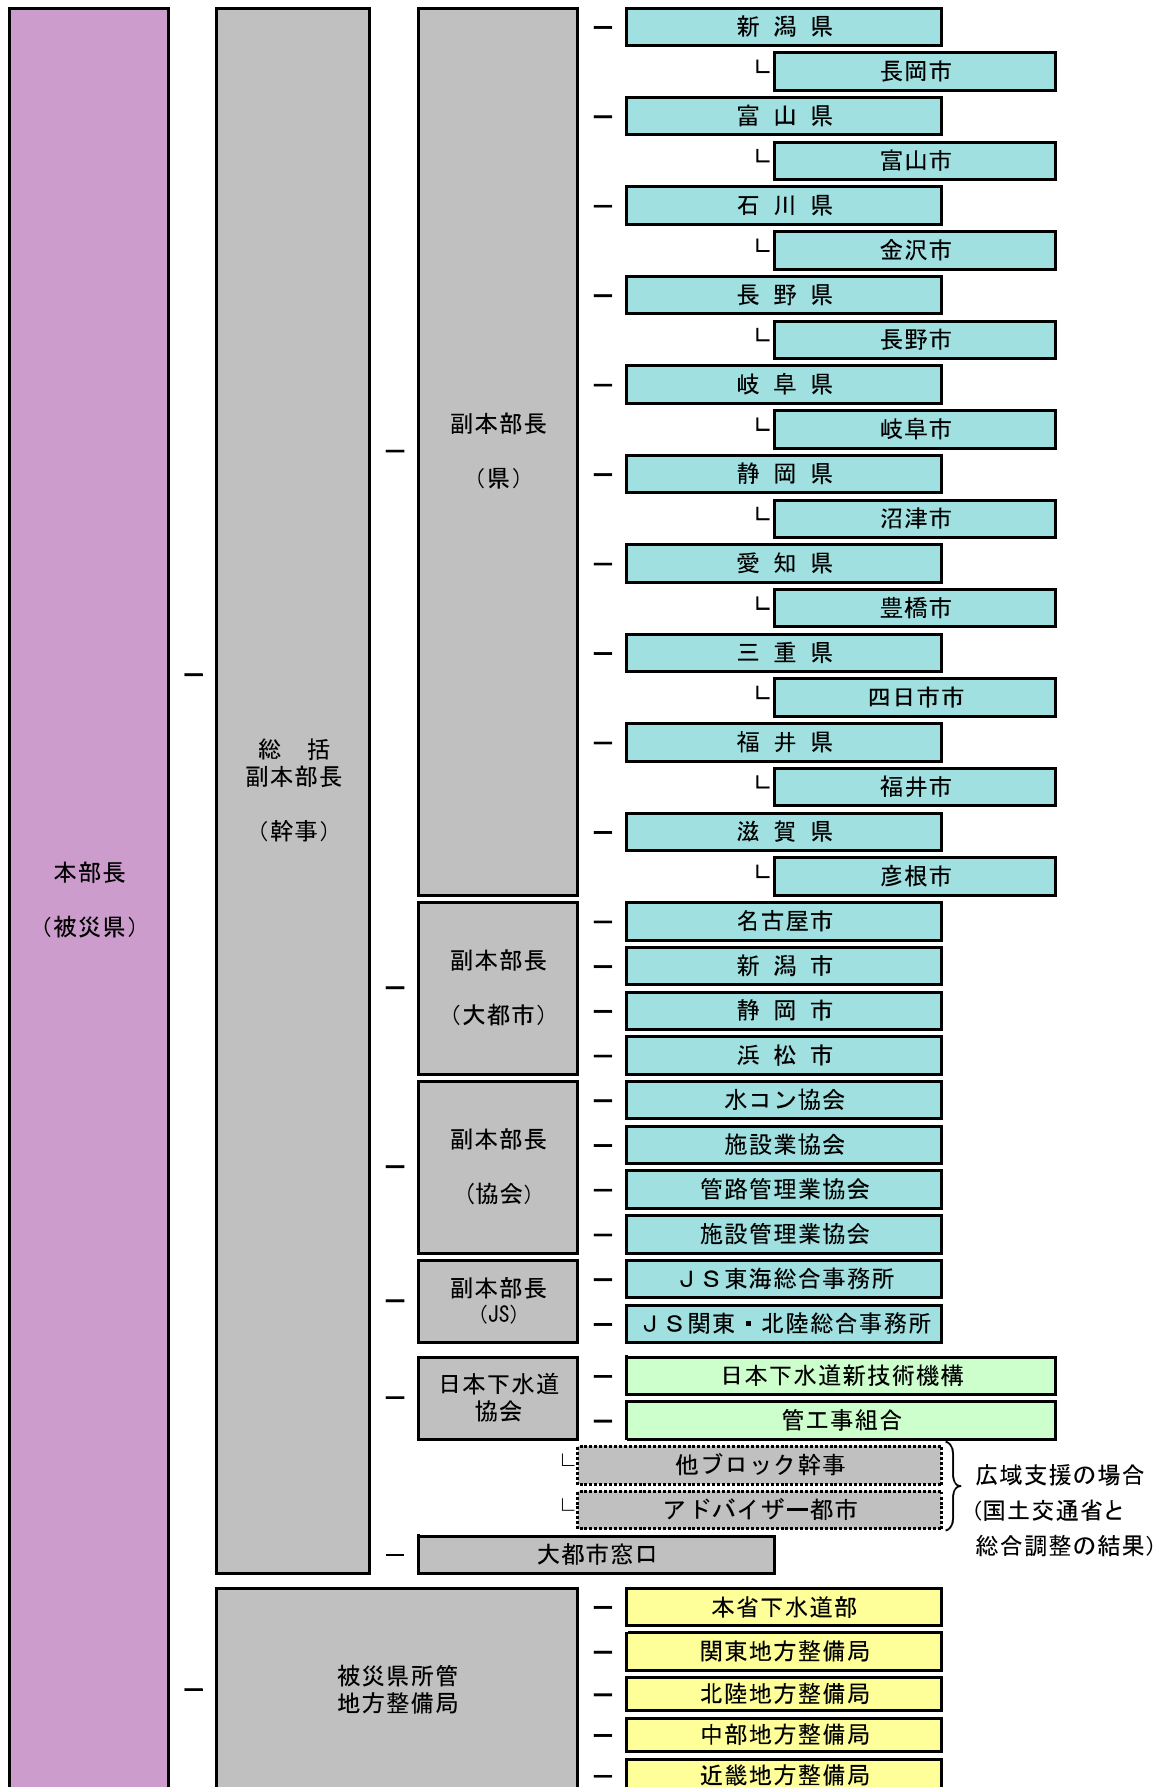 本部長
（被災県）
総　括
副本部長
（幹事）
副本部長
（県）
新 潟 県
長岡市
富 山 県
富山市
石 川 県
金沢市
長 野 県
長野市
岐 阜 県
岐阜市
静 岡 県
沼津市
愛 知 県
豊橋市
三 重 県
四日市市
福 井 県
福井市
滋 賀 県
彦根市
副本部長
（大都市）
名古屋市
新 潟 市
静 岡 市
浜 松 市
副本部長
（協会）
水コン協会
施設業協会
管路管理業協会
施設管理業協会
副本部長
（JS）
ＪＳ東海総合事務所
ＪＳ関東・北陸総合事務所
日本下水道
協会
日本下水道新技術機構
管工事組合
他ブロック幹事
アドバイザー都市
広域支援の場合
（国土交通省と
総合調整の結果）
大都市窓口
被災県所管
地方整備局
本省下水道部
関東地方整備局
北陸地方整備局
中部地方整備局
近畿地方整備局